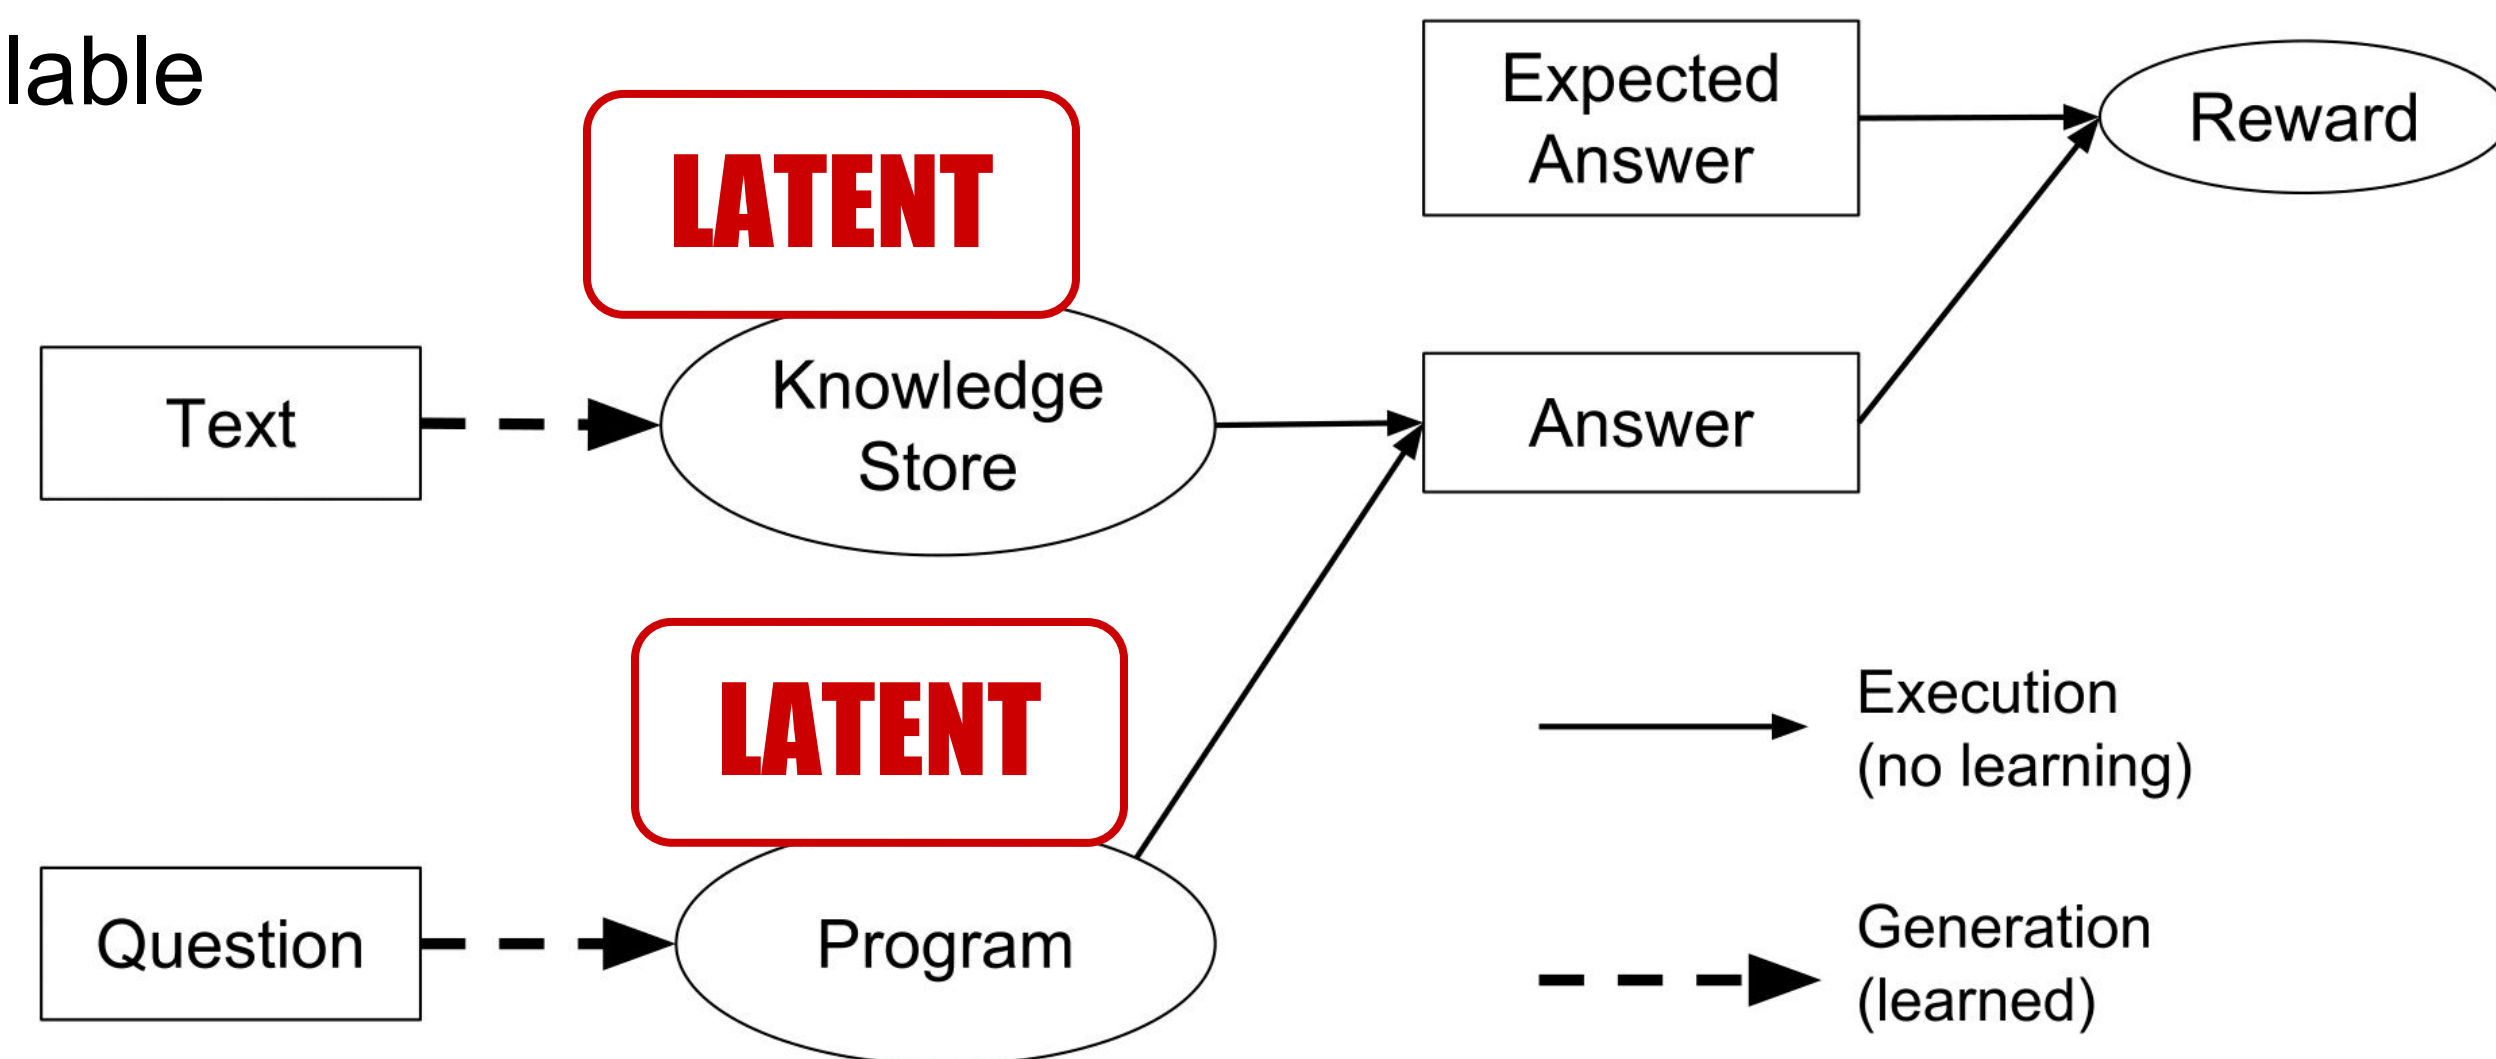 lable
LATENT
Expected
Answer
Reward
Text
Knowledge
Store
Answer
LATENT
Execution
(no learning)
Question
Program
Generation
(learned)